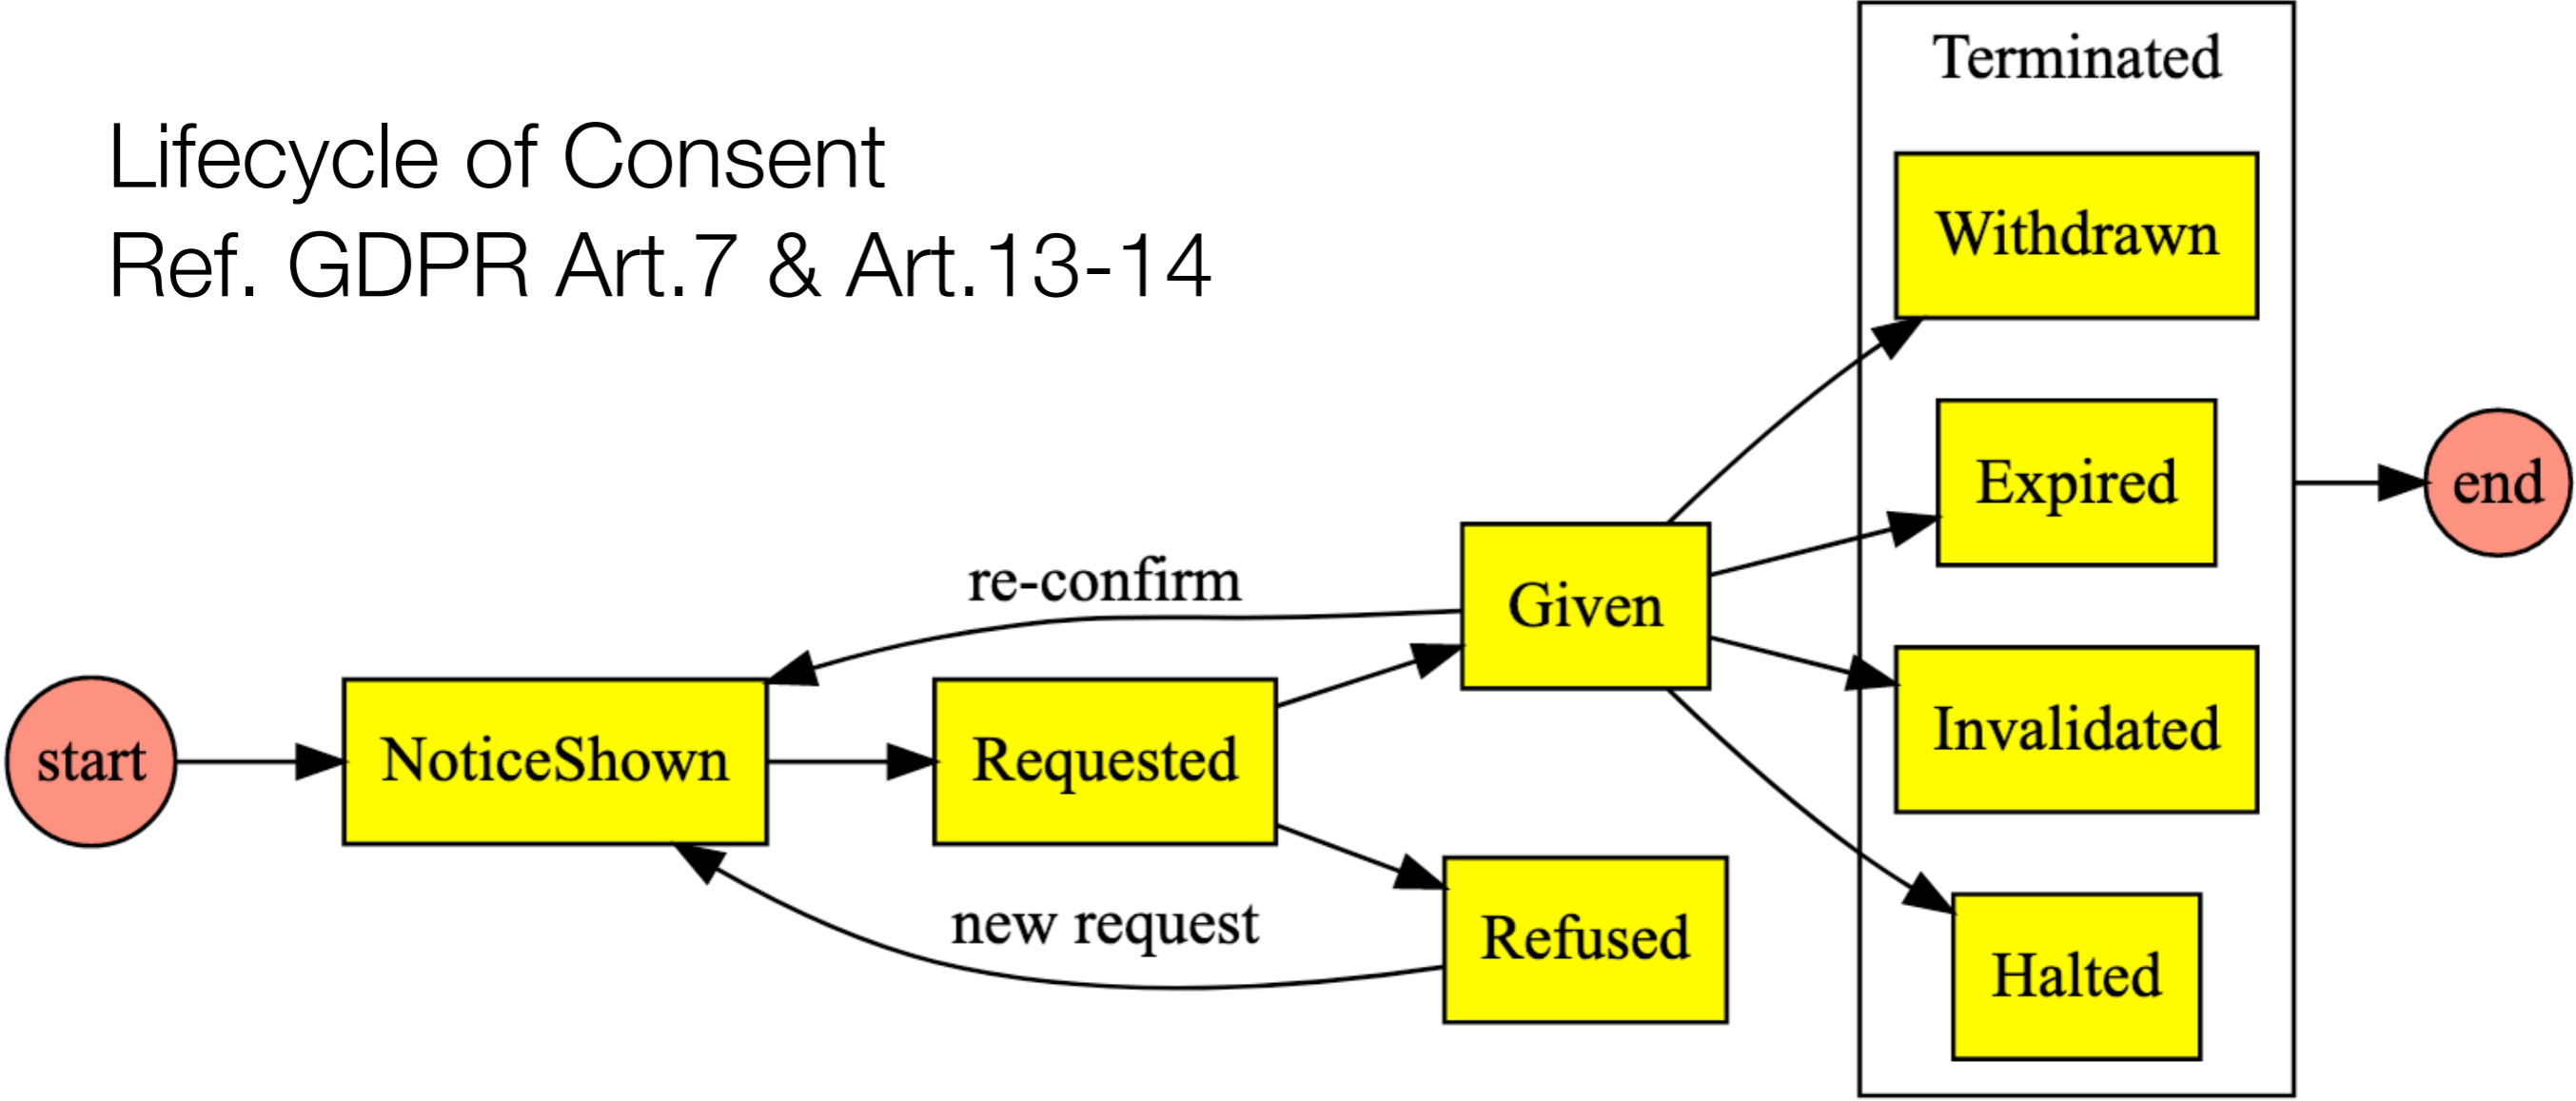 Lifecycle of Consent
Ref. GDPR Art.7 & Art.13-14
Terminated
Withdrawn
Expired
end
re-confirm
Given
start
NoticeShown
Requested
Invalidated
new request
Refused
Halted